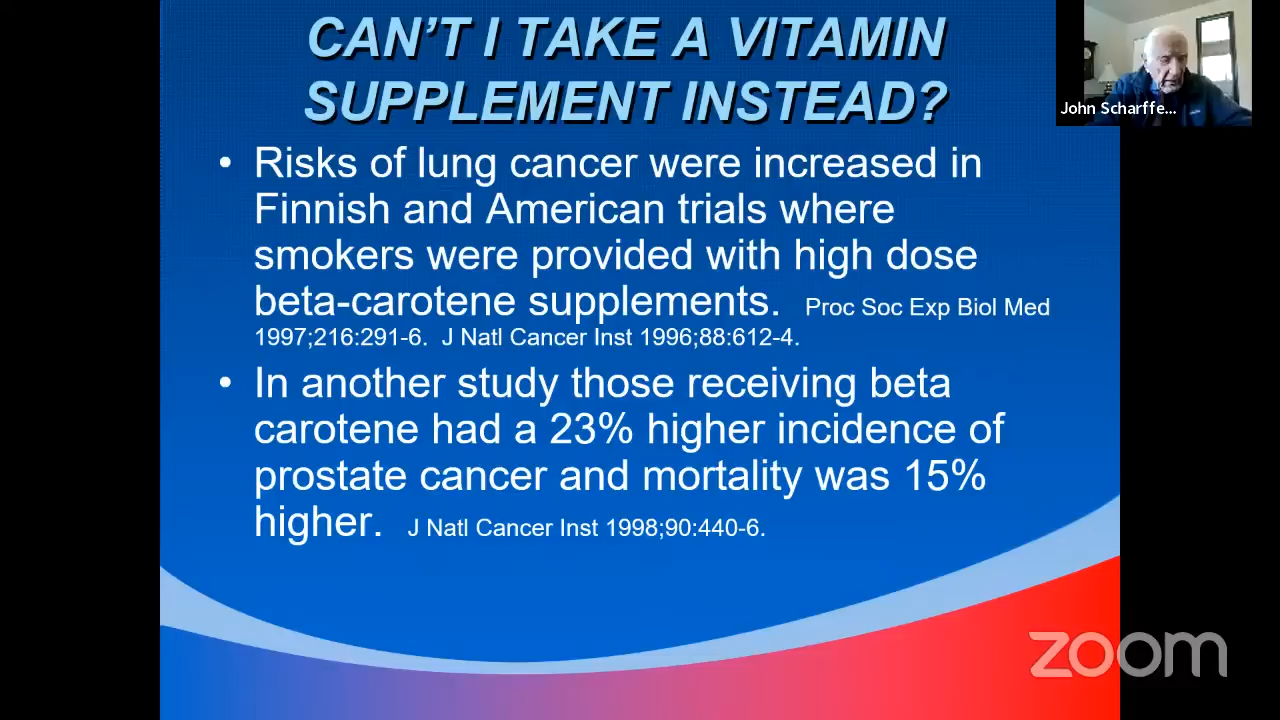 CAN'T I TAKE A VITAMIN
SUPPLEMENT INSTEAD?
John Scharffe...
• Risks of lung cancer were increased in
Finnish and American trials where
smokers were provided with high dose
beta-carotene supplements. Proc Soc Exp Biol Med
1997;216:291-6. J Natl Cancer Inst 1996;88:612-4.
• In another study those receiving beta
carotene had a 23% higher incidence of
prostate cancer and mortality was 15%
higher. J Natl Cancer Inst 1998;90:440-6.
zoom